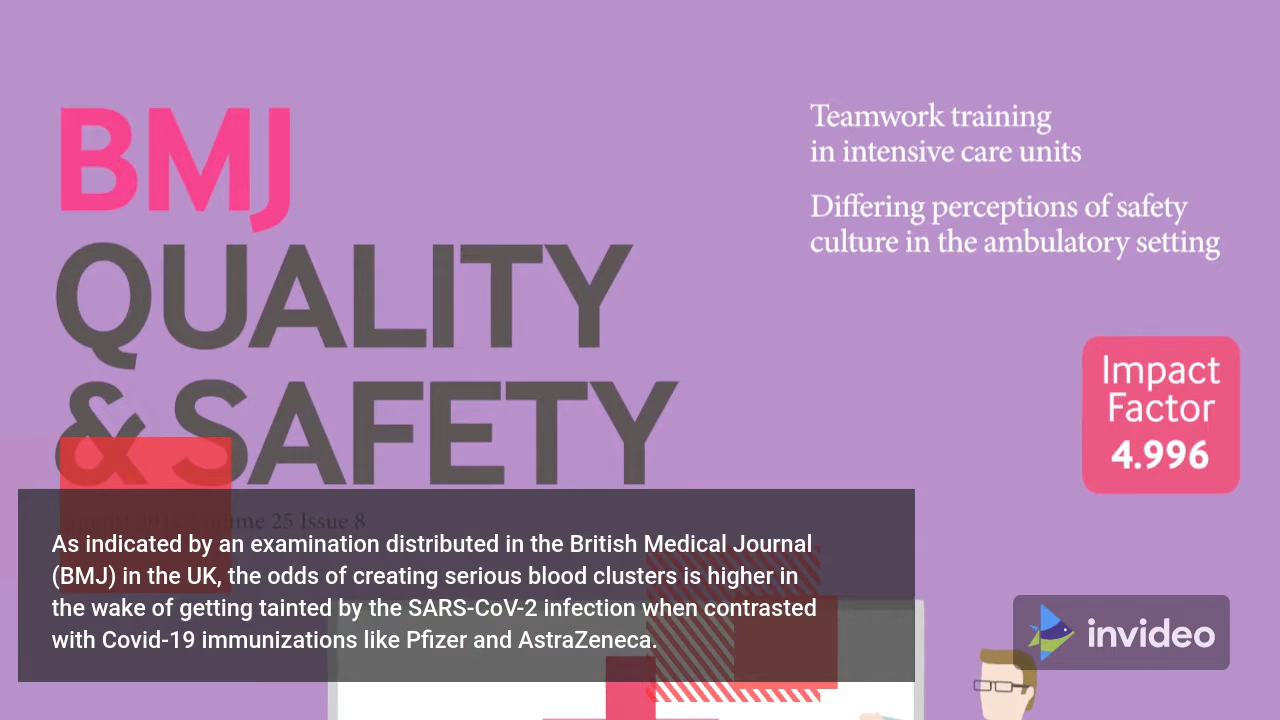 BMJ
QUALITY
& SAFETY
Teamwork training
in intensive care units
Differing perceptions of safety
culture in the ambulatory setting
Impact
Factor
4.996
25 Issue 8
As indicated by an examination distributed in the British Medical Journal
(BMJ) in the UK, the odds of creating serious blood clusters is higher in
the wake of getting tainted by the SARS-CoV-2 infection when contrasted
with Covid-19 immunizations like Pfizer and AstraZeneca.
invideo